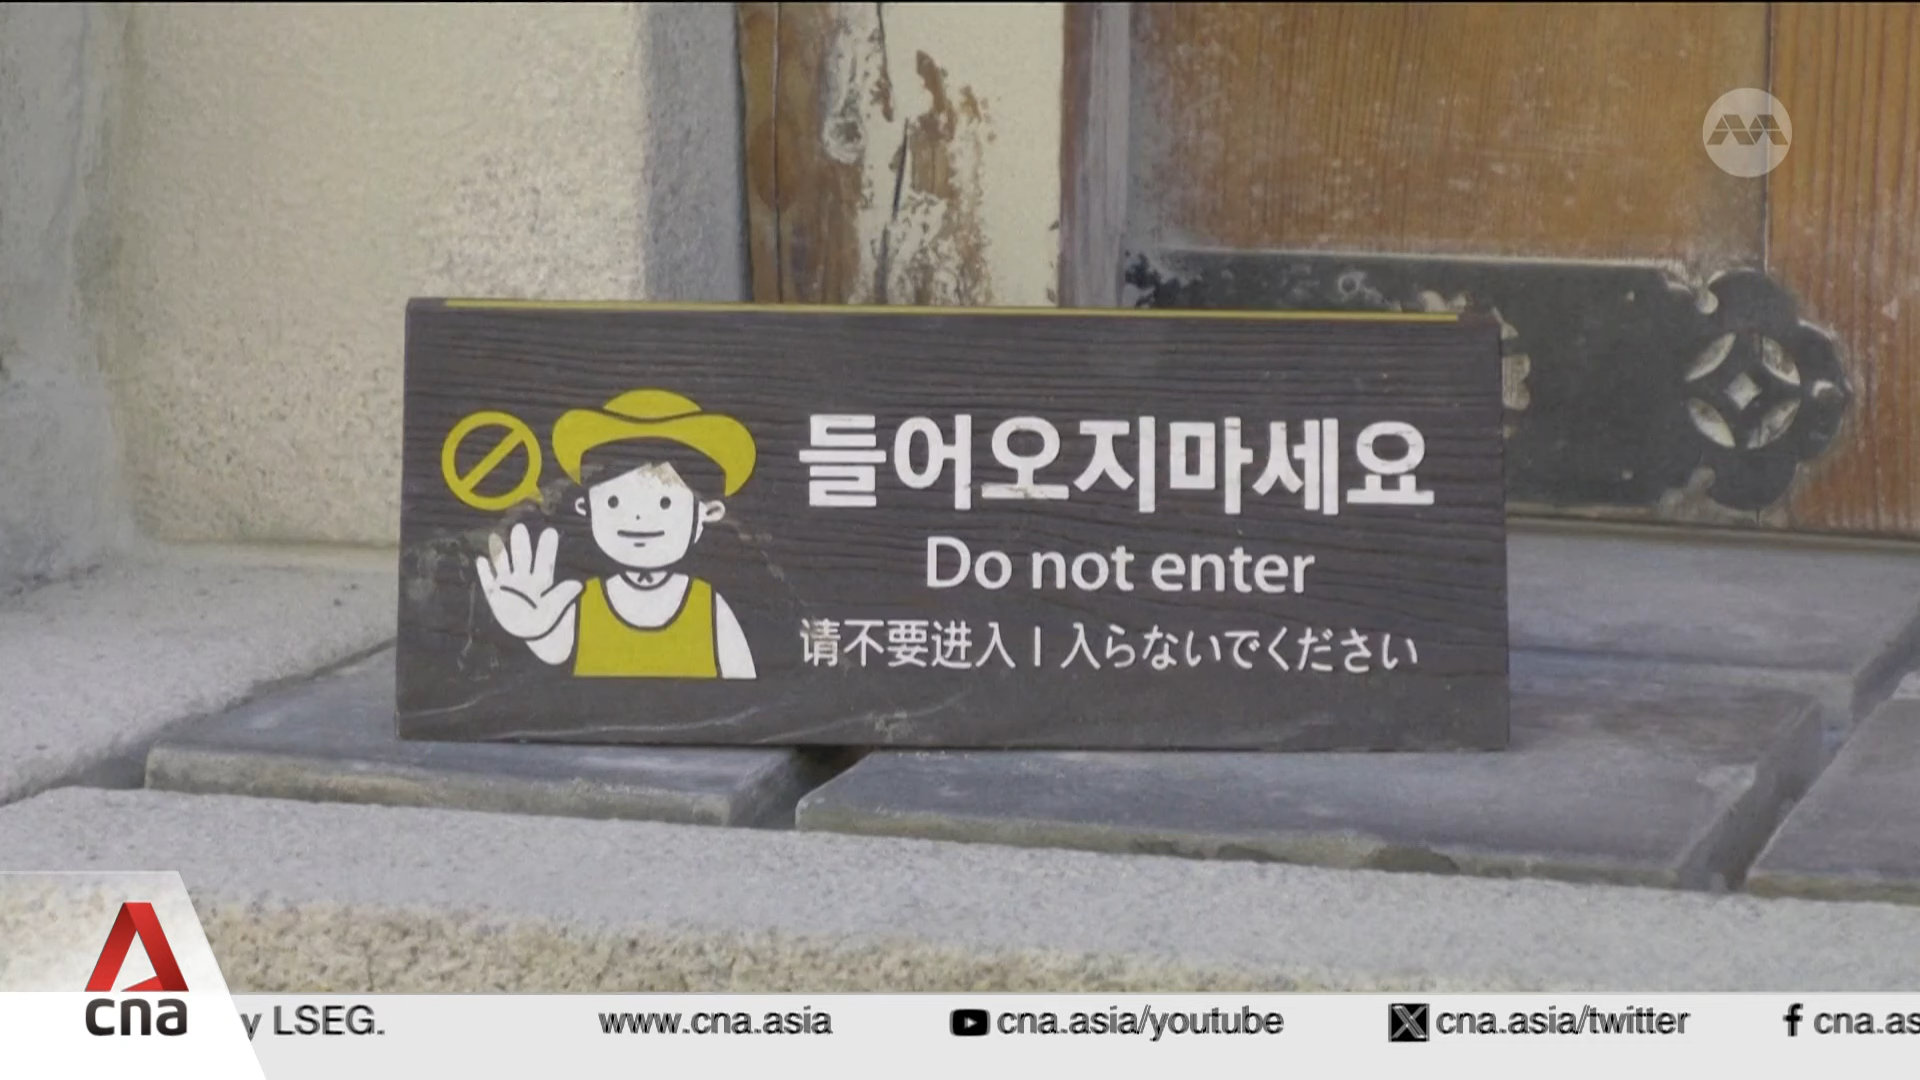 들어오지마세요
Do not enter
请不要进入 | 入らないでください
cna
y LSEG.
www.cna.asia
cna.asia/youtube
cna.asia/twitter
cna.as